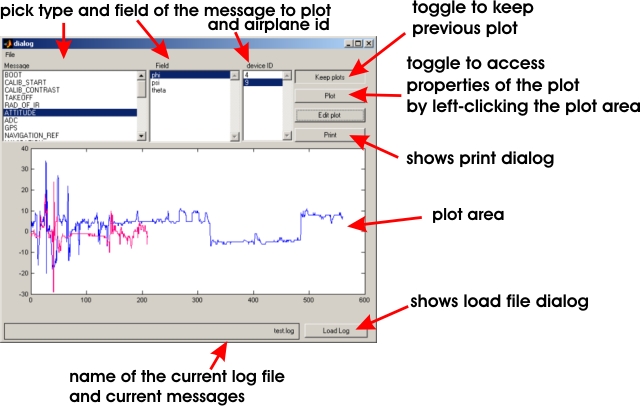 pick type and field of the message to plot
and airplane id
toggle to keep
previous plot
dialog
File
Message
Field
device ID
BOOT
CALIB_START
CALIB_CONTRAST
TAKEOFF
RAD_OF_IR
ATTITUDE
ADC
GPS
NAVIGATION_REF
phi
psi
theta
4
9
Keep plots
Plot
Edit plot
Print
toggle to access
properties of the plot
by left-clicking the plot area
shows print dialog
plot area
40
30
20
10
0
-10
-20
-30
0
100
200
300
400
500
600
shows load file dialog
test.log
Load Log
name of the current log file
and current messages